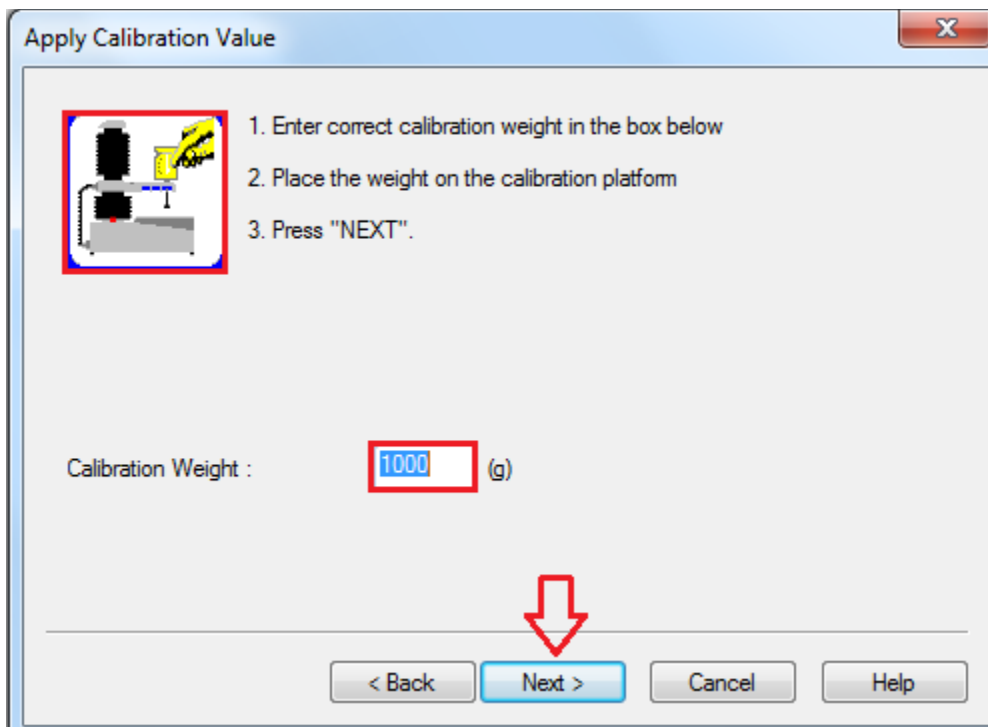 Apply Calibration Value
1. Enter correct calibration weight in the box below
2. Place the weight on the calibration platform
3. Press "NEXT".
Calibration Weight : 1000 (g)
< Back Next > Cancel Help